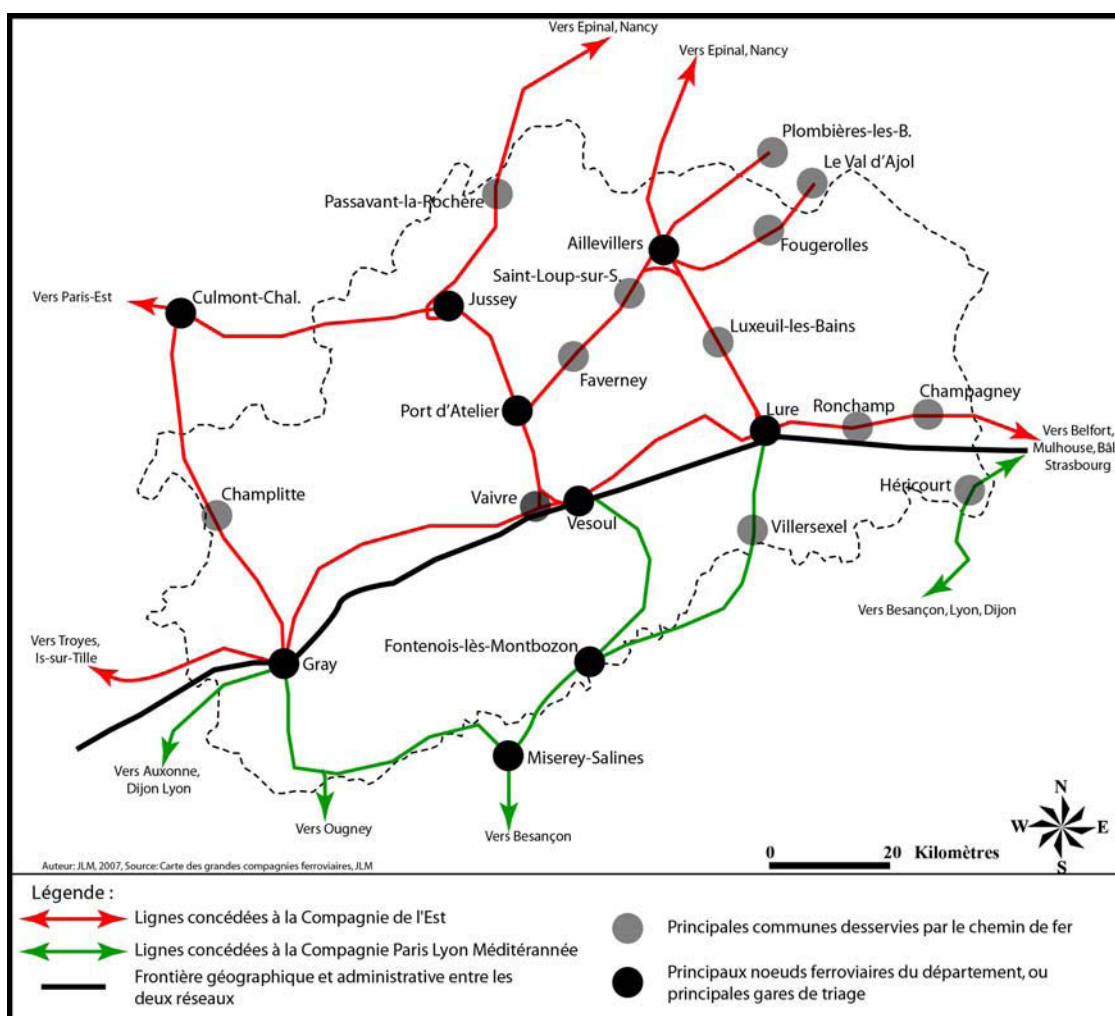 Vers Epinal, Nancy
Vers Epinal, Nancy
Plombières-les-B.
Le Val d'Ajol
Passavant-la-Rochère
Aillevillers
Fougerolles
Saint-Loup-sur-S.
Vers Paris-Est
Culmont-Chal.
Jussey
Luxeuil-les-Bains
Faverney
Port d'Atelier
Lure
Ronchamp
Champagney
Vers Belfort,
Mulhouse, Bâl
Strasbourg
Champlitte
Vaivre
Vesoul
Héricourt
Villersexel
Vers Besançon, Lyon, Dijon
Vers Troyes,
Is-sur-Tille
Gray
Fontenois-lès-Montbozon
Miserey-Salines
Vers Auxonne,
Dijon Lyon
Vers Ougney
Vers Besançon
N
W E
S
0 20 Kilomètres
Auteur: JLM, 2007, Source: Carte des grandes compagnies ferroviaires, JLM
Légende :
Lignes concédées à la Compagnie de l'Est
Lignes concédées à la Compagnie Paris Lyon Méditérannée
Frontière géographique et administrative entre les
deux réseaux
Principales communes desservies par le chemin de fer
Principaux noeuds ferroviaires du département, ou
principales gares de triage